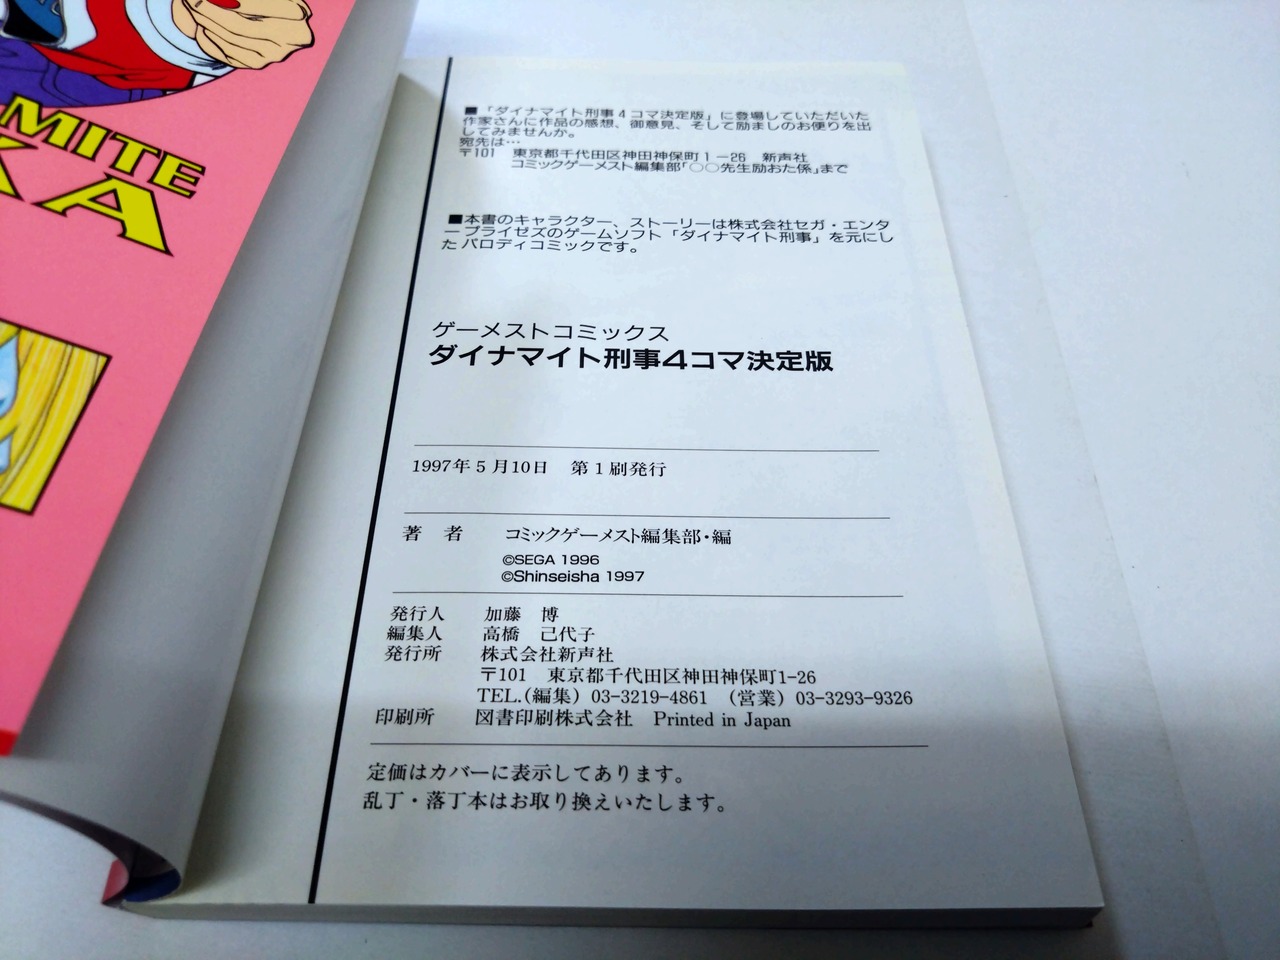 MITE
KA
■「ダイナマイト刑事4コマ決定版」に登場していただいた
作家さんに作品の感想、御意見、そして励ましのお便りを出
してみませんか。
宛先は…
〒101　東京都千代田区神田神保町1－26　新声社
コミックゲーメスト編集部「○○先生励おた係」まで
■本書のキャラクター、ストーリーは株式会社セガ・エンタ
ープライゼズのゲームソフト「ダイナマイト刑事」を元にし
たパロディコミックです。
ゲーメストコミックス
ダイナマイト刑事4コマ決定版
1997年5月10日　第1刷発行
著　者　コミックゲーメスト編集部・編
©SEGA 1996
©Shinseisha 1997
発行人　加藤　博
編集人　高橋　己代子
発行所　株式会社新声社
〒101　東京都千代田区神田神保町1-26
TEL.(編集) 03-3219-4861　(営業) 03-3293-9326
印刷所　図書印刷株式会社　Printed in Japan
定価はカバーに表示してあります。
乱丁・落丁本はお取り換えいたします。